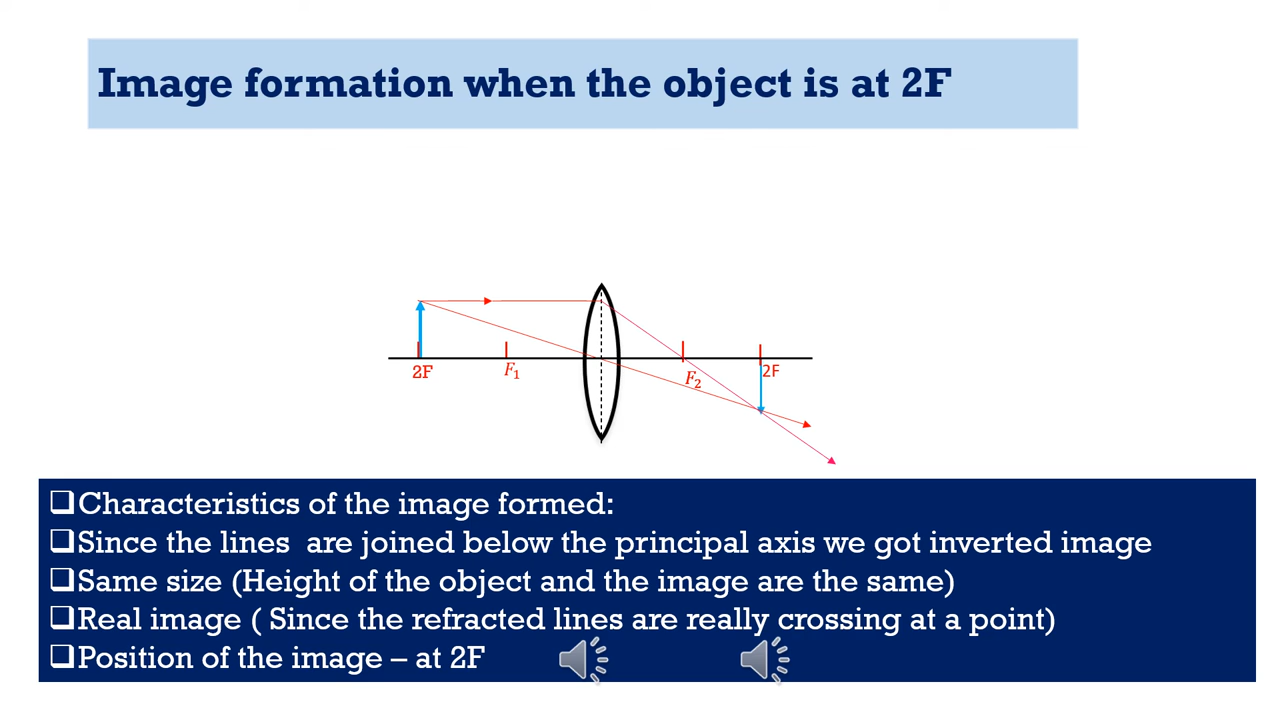 Image formation when the object is at 2F
2F
F1
F2
2F
❑Characteristics of the image formed:
❑Since the lines are joined below the principal axis we got inverted image
❑Same size (Height of the object and the image are the same)
❑Real image ( Since the refracted lines are really crossing at a point)
❑Position of the image – at 2F